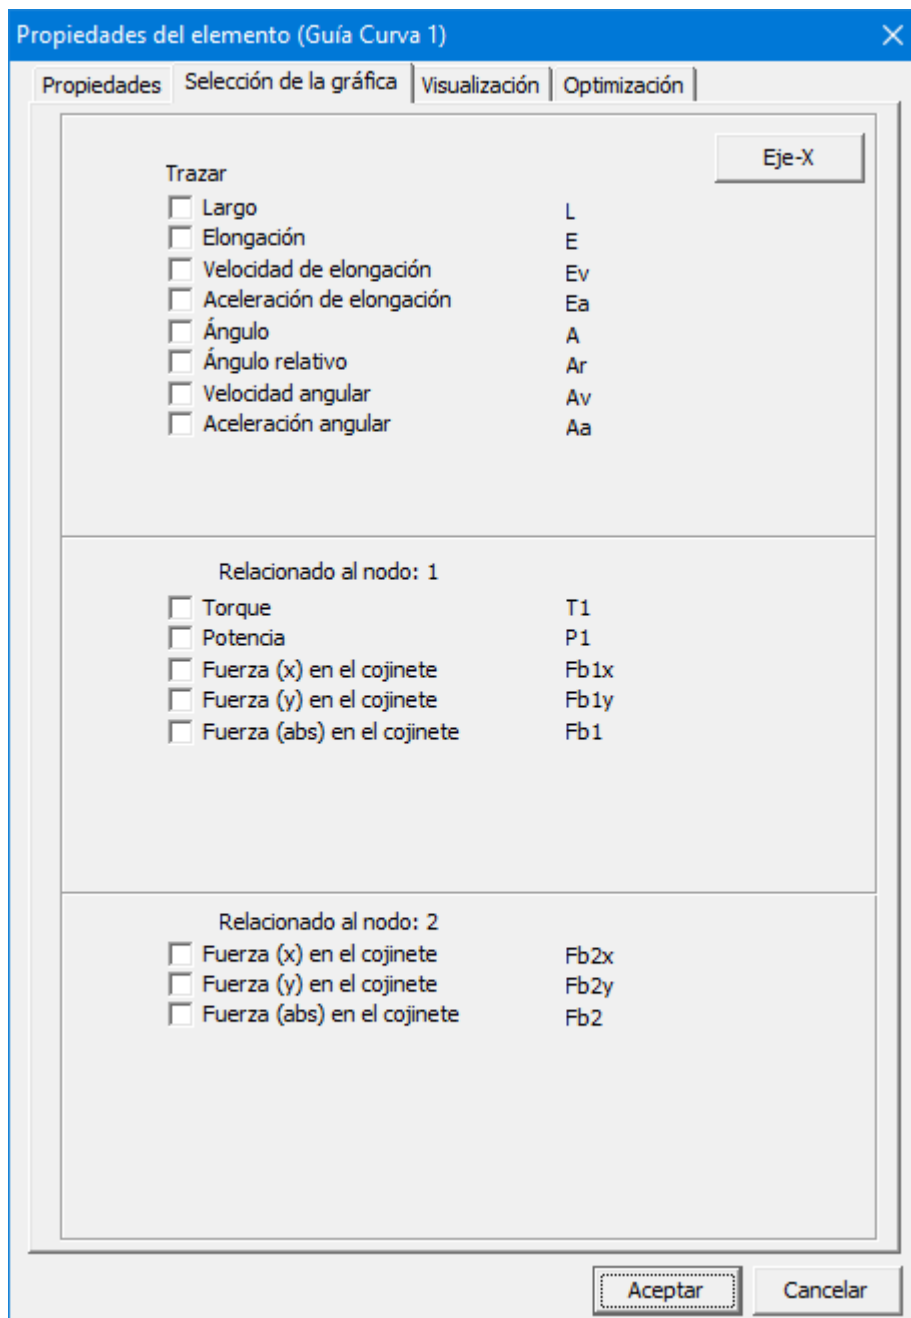 Propiedades del elemento (Guía Curva 1)
Propiedades Selección de la gráfica Visualización Optimización
Eje-X
Trazar
Largo L
Elongación E
Velocidad de elongación Ev
Aceleración de elongación Ea
Ángulo A
Ángulo relativo Ar
Velocidad angular Av
Aceleración angular Aa
Relacionado al nodo: 1
Torque T1
Potencia P1
Fuerza (x) en el cojinete Fb1x
Fuerza (y) en el cojinete Fb1y
Fuerza (abs) en el cojinete Fb1
Relacionado al nodo: 2
Fuerza (x) en el cojinete Fb2x
Fuerza (y) en el cojinete Fb2y
Fuerza (abs) en el cojinete Fb2
Aceptar Cancelar